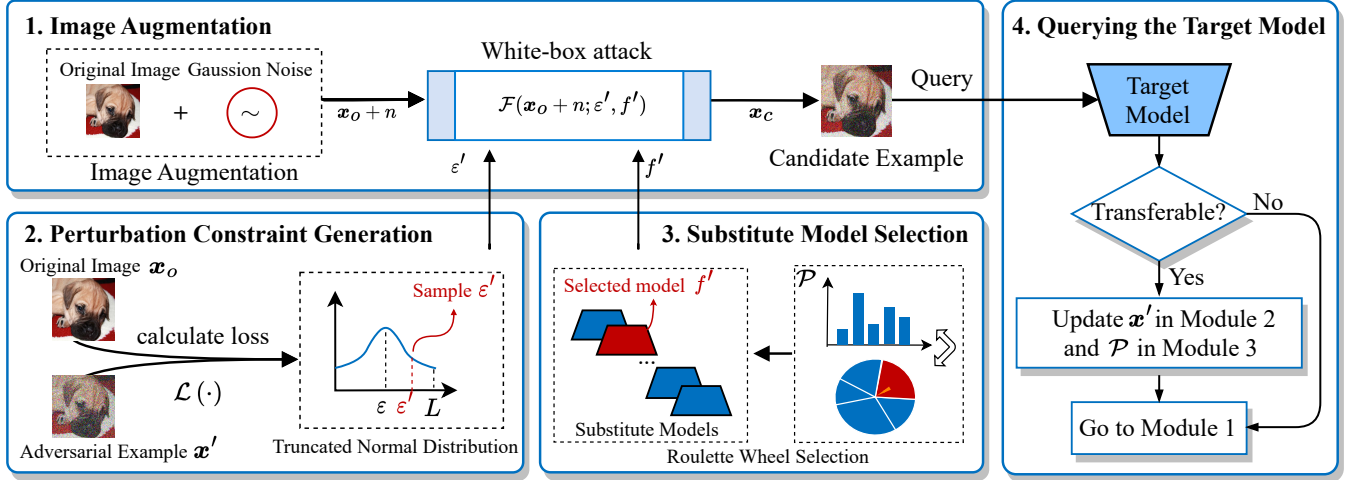 1. Image Augmentation
Original Image Gaussion Noise
+
~
Image Augmentation
𝒙ₒ + n
White-box attack
ℱ(𝒙ₒ + n; ε′, f′)
𝒙_c
Candidate Example
Query
ε′
f′
2. Perturbation Constraint Generation
Original Image 𝒙ₒ
calculate loss
ℒ(·)
Adversarial Example 𝒙′
Sample ε′
ε ε′ L
Truncated Normal Distribution
3. Substitute Model Selection
Selected model f′
...
Substitute Models
𝒫
Roulette Wheel Selection
4. Querying the Target Model
Target
Model
Transferable?
No
Yes
Update 𝒙′ in Module 2
and 𝒫 in Module 3
Go to Module 1